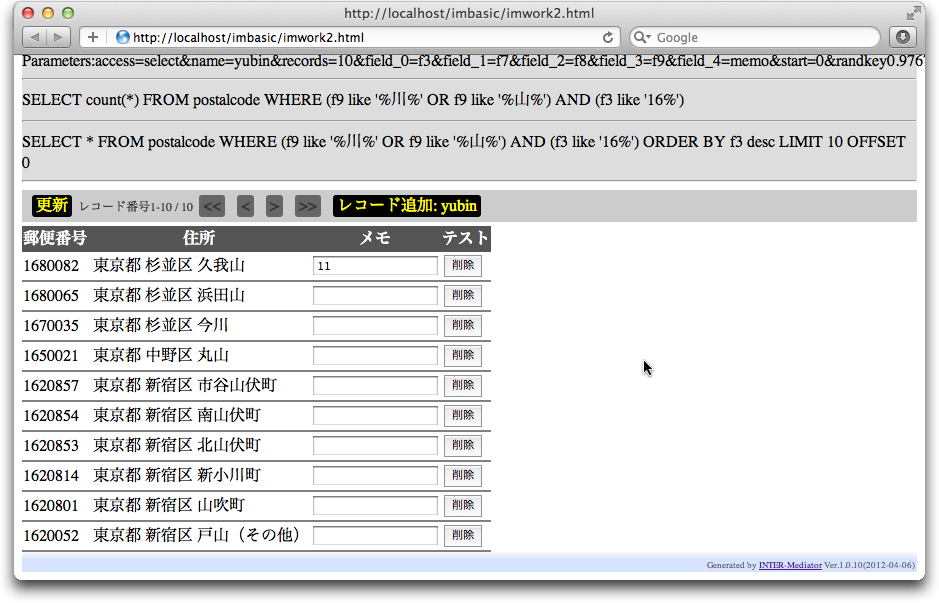 http://localhost/imbasic/imwork2.html
http://localhost/imbasic/imwork2.html Google
Parameters:access=select&name=yubin&records=10&field_0=f3&field_1=f7&field_2=f8&field_3=f9&field_4=memo&start=0&randkey0.976
SELECT count(*) FROM postalcode WHERE (f9 like '%川%' OR f9 like '%山%') AND (f3 like '16%')
SELECT * FROM postalcode WHERE (f9 like '%川%' OR f9 like '%山%') AND (f3 like '16%') ORDER BY f3 desc LIMIT 10 OFFSET
0
更新 レコード番号1-10 / 10 << < > >> レコード追加: yubin
郵便番号 住所 メモ テスト
1680082 東京都 杉並区 久我山 11 削除
1680065 東京都 杉並区 浜田山 削除
1670035 東京都 杉並区 今川 削除
1650021 東京都 中野区 丸山 削除
1620857 東京都 新宿区 市谷山伏町 削除
1620854 東京都 新宿区 南山伏町 削除
1620853 東京都 新宿区 北山伏町 削除
1620814 東京都 新宿区 新小川町 削除
1620801 東京都 新宿区 山吹町 削除
1620052 東京都 新宿区 戸山（その他） 削除
Generated by INTER-Mediator Ver.1.0.10(2012-04-06)